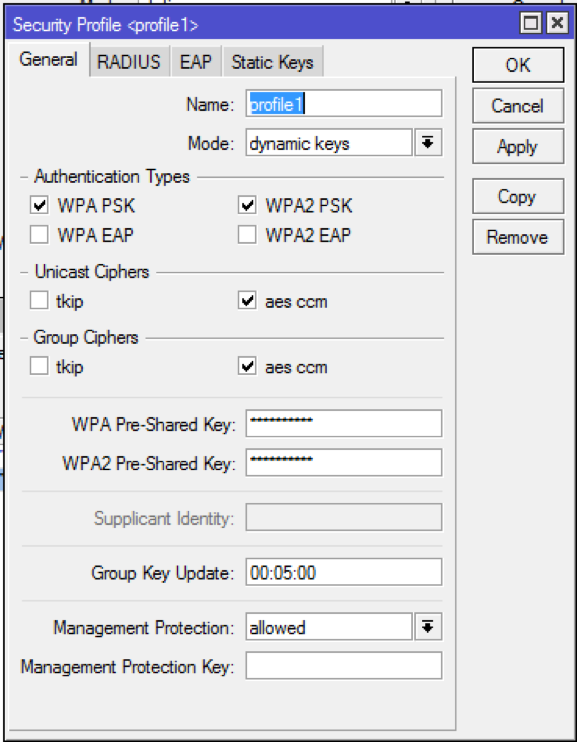 Security Profile <profile1>
General RADIUS EAP Static Keys
OK
Cancel
Apply
Copy
Remove
Name: profile1
Mode: dynamic keys
Authentication Types
WPA PSK WPA2 PSK
WPA EAP WPA2 EAP
Unicast Ciphers
tkip aes ccm
Group Ciphers
tkip aes ccm
WPA Pre-Shared Key: **********
WPA2 Pre-Shared Key: **********
Supplicant Identity:
Group Key Update: 00:05:00
Management Protection: allowed
Management Protection Key: